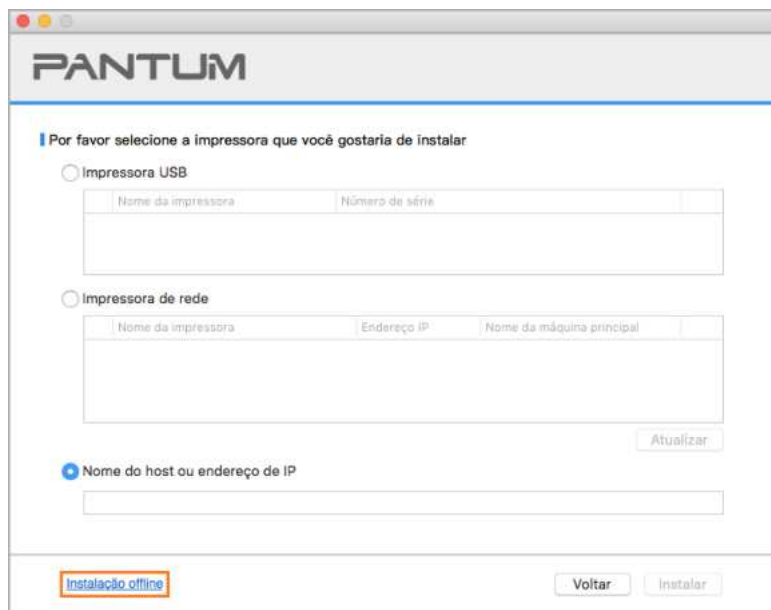 PANTUM
Por favor selecione a impressora que você gostaria de instalar
Impressora USB
Nome da impressora Número de série
Impressora de rede
Nome da impressora Endereço IP Nome da máquina principal
Atualizar
Nome do host ou endereço de IP
Instalação offline Voltar Instalar